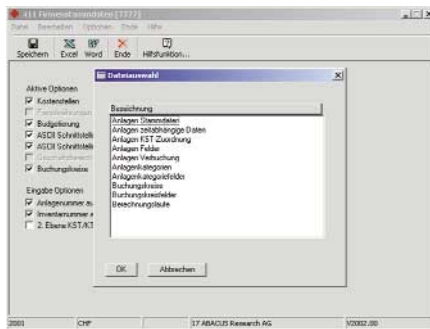 411 Firmenstammdaten [7777]
Datei Bearbeiten Optionen Ende Hilfe
Speichern Excel Word Ende Hilfsfunktion...
Dateiauswahl
Aktive Optionen
Kostenstellen
Budgetierung
ASCII Schnittstelle
ASCII Schnittstelle
Buchungskreise
Eingabe Optionen
Anlagenummer au
Inventarnummer e
2. Ebene KST/KT
Bezeichnung
Anlagen Stammdaten
Anlagen zeitabhängige Daten
Anlagen KST Zuordnung
Anlagen Felder
Anlagen Verbuchung
Anlagenkategorien
Anlagenkategoriefelder
Buchungskreise
Buchungskreisfelder
Berechnungsläufe
OK Abbrechen
2001 CHF 17 ABACUS Research AG V2002.00